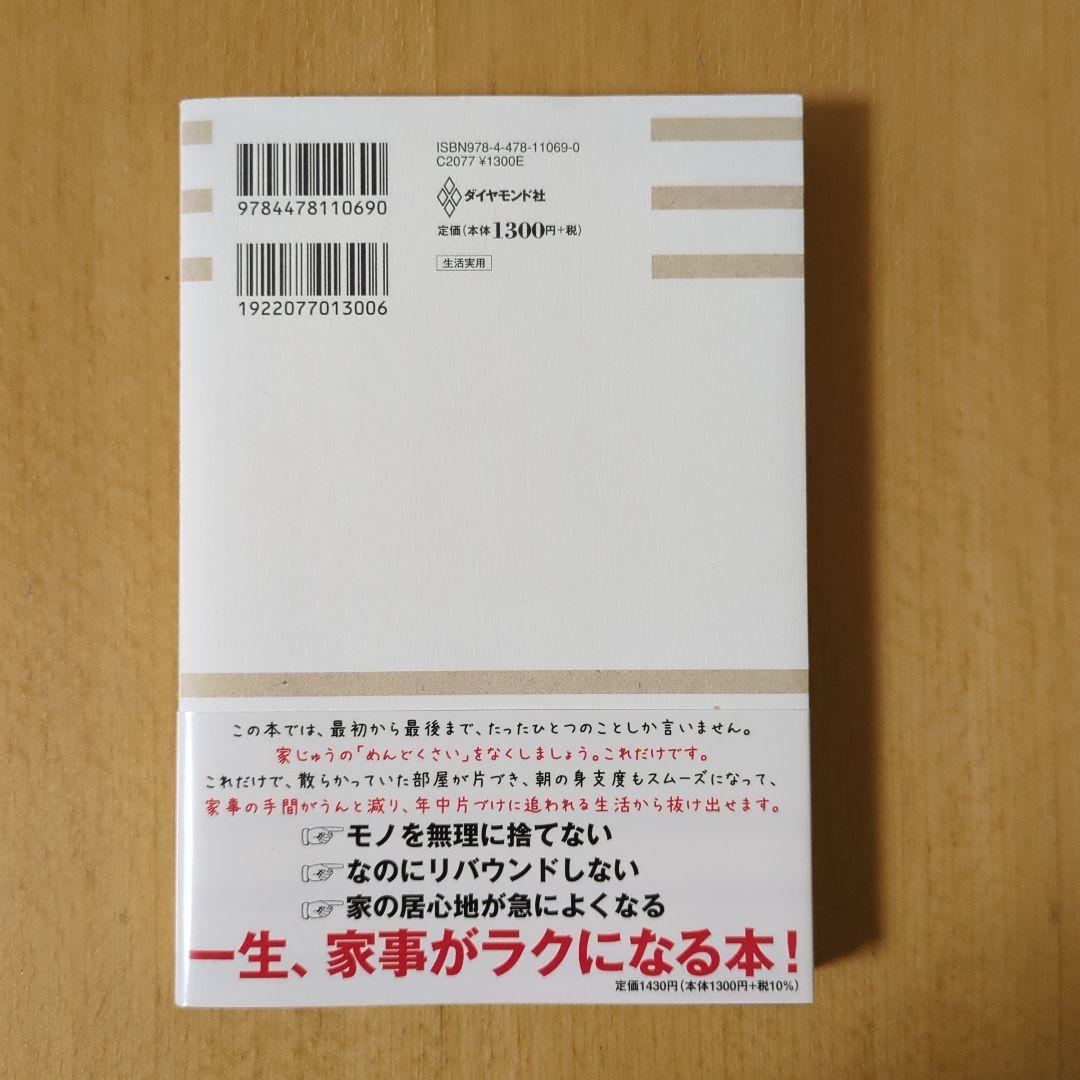 9784478110690
1922077013006
ISBN978-4-478-11069-0
C2077 ¥1300E
ダイヤモンド社
定価(本体1300円+税)
生活実用
この本では、最初から最後まで、たったひとつのことしか言いません。
家じゅうの「めんどくさい」をなくしましょう。これだけです。
これだけで、散らかっていた部屋が片づき、朝の身支度もスムーズになって、
家事の手間がうんと減り、年中片づけに追われる生活から抜け出せます。
モノを無理に捨てない
なのにリバウンドしない
家の居心地が急によくなる
一生、家事がラクになる本!
定価1430円(本体1300円+税10%)